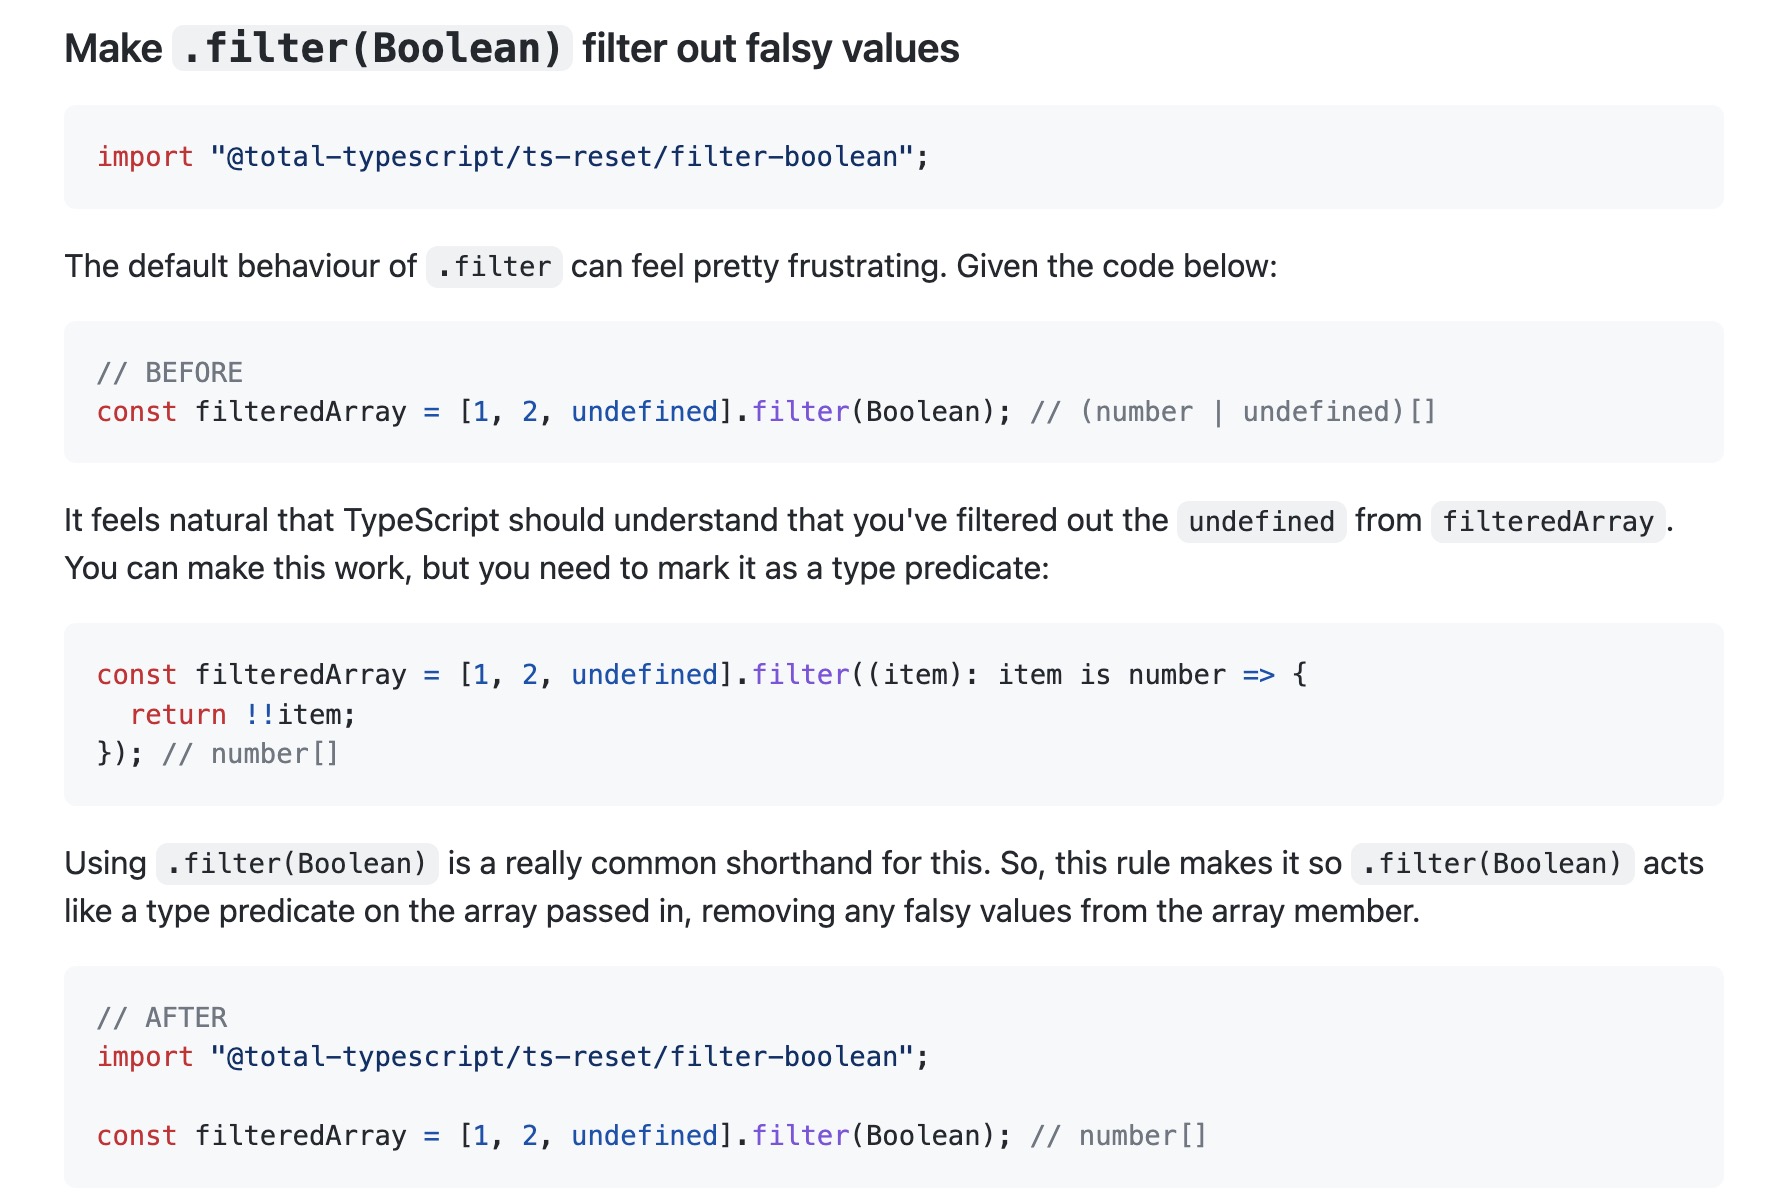 Make .filter(Boolean) filter out falsy values
import "@total-typescript/ts-reset/filter-boolean";
The default behaviour of .filter can feel pretty frustrating. Given the code below:
// BEFORE
const filteredArray = [1, 2, undefined].filter(Boolean); // (number | undefined)[]
It feels natural that TypeScript should understand that you've filtered out the undefined from filteredArray.
You can make this work, but you need to mark it as a type predicate:
const filteredArray = [1, 2, undefined].filter((item): item is number => {
  return !!item;
}); // number[]
Using .filter(Boolean) is a really common shorthand for this. So, this rule makes it so .filter(Boolean) acts
like a type predicate on the array passed in, removing any falsy values from the array member.
// AFTER
import "@total-typescript/ts-reset/filter-boolean";
const filteredArray = [1, 2, undefined].filter(Boolean); // number[]